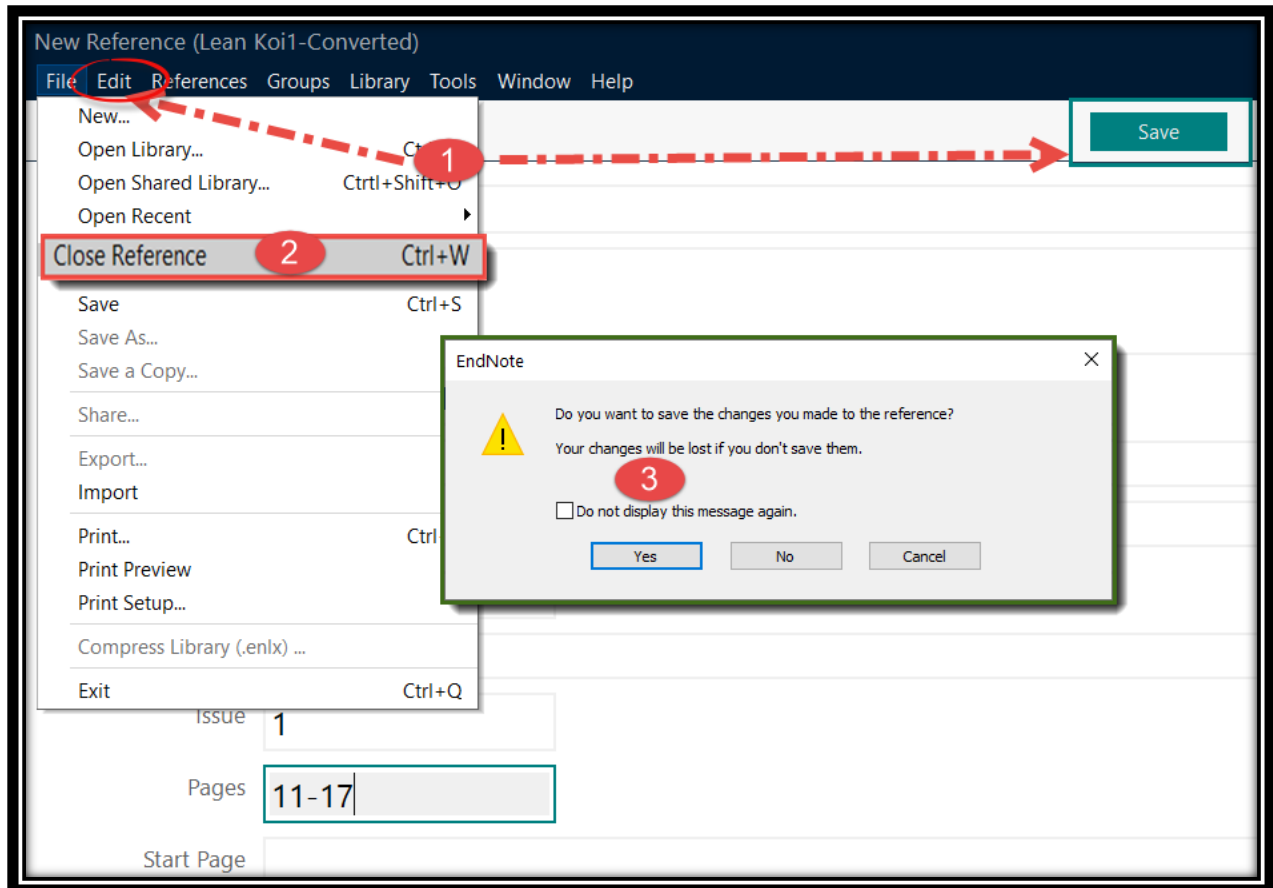 New Reference (Lean Koi1-Converted)
File Edit References Groups Library Tools Window Help
Save
New...
Open Library...
1
Open Shared Library... Ctrtl+Shift+O
Open Recent
Close Reference 2 Ctrl+W
Save Ctrl+S
Save As...
Save a Copy...
Share...
Export...
Import
Print...
Print Preview
Print Setup...
Compress Library (.enlx) ...
Exit Ctrl+Q
EndNote
Do you want to save the changes you made to the reference?
Your changes will be lost if you don't save them.
3
Do not display this message again.
Yes No Cancel
Issue 1
Pages 11-17
Start Page